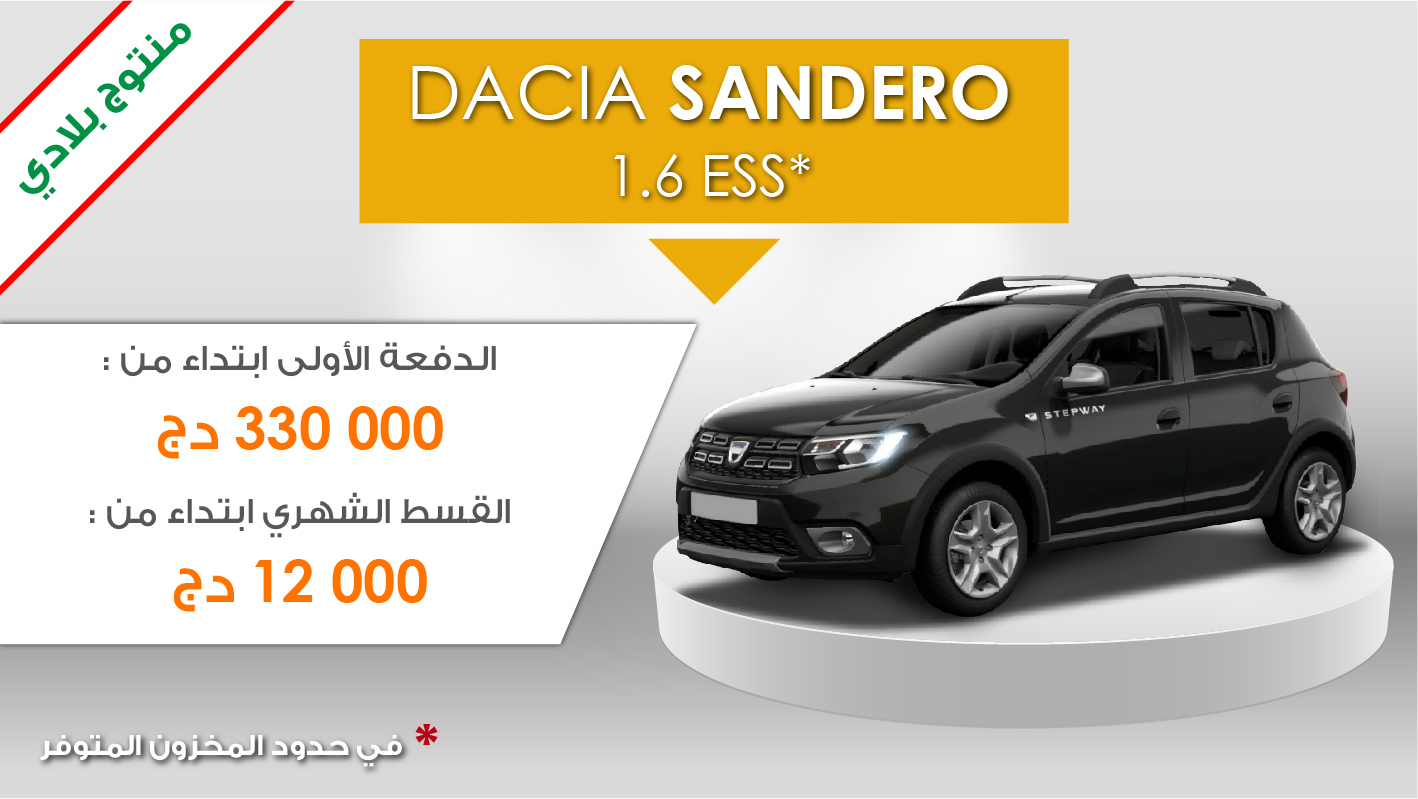 منتوج بلادي
DACIA SANDERO
1.6 ESS*
الدفعة الأولى ابتداء من :
330 000 دج
القسط الشهري ابتداء من :
12 000 دج
STEPWAY
* في حدود المخزون المتوفر